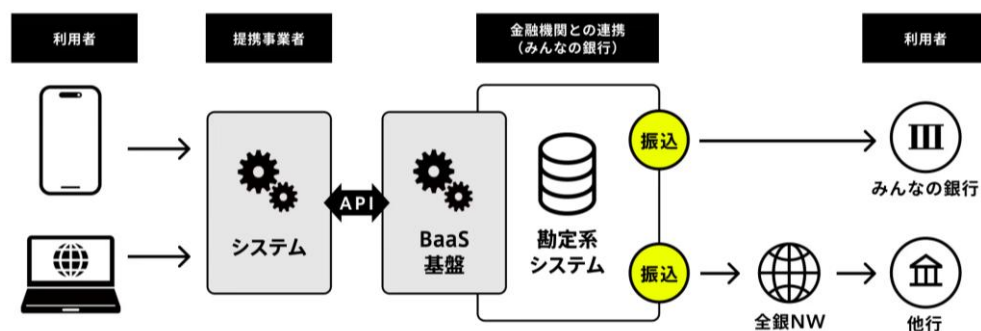 利用者
提携事業者
金融機関との連携
（みんなの銀行）
利用者
システム
API
BaaS
基盤
勘定系
システム
振込
振込
みんなの銀行
全銀NW
他行